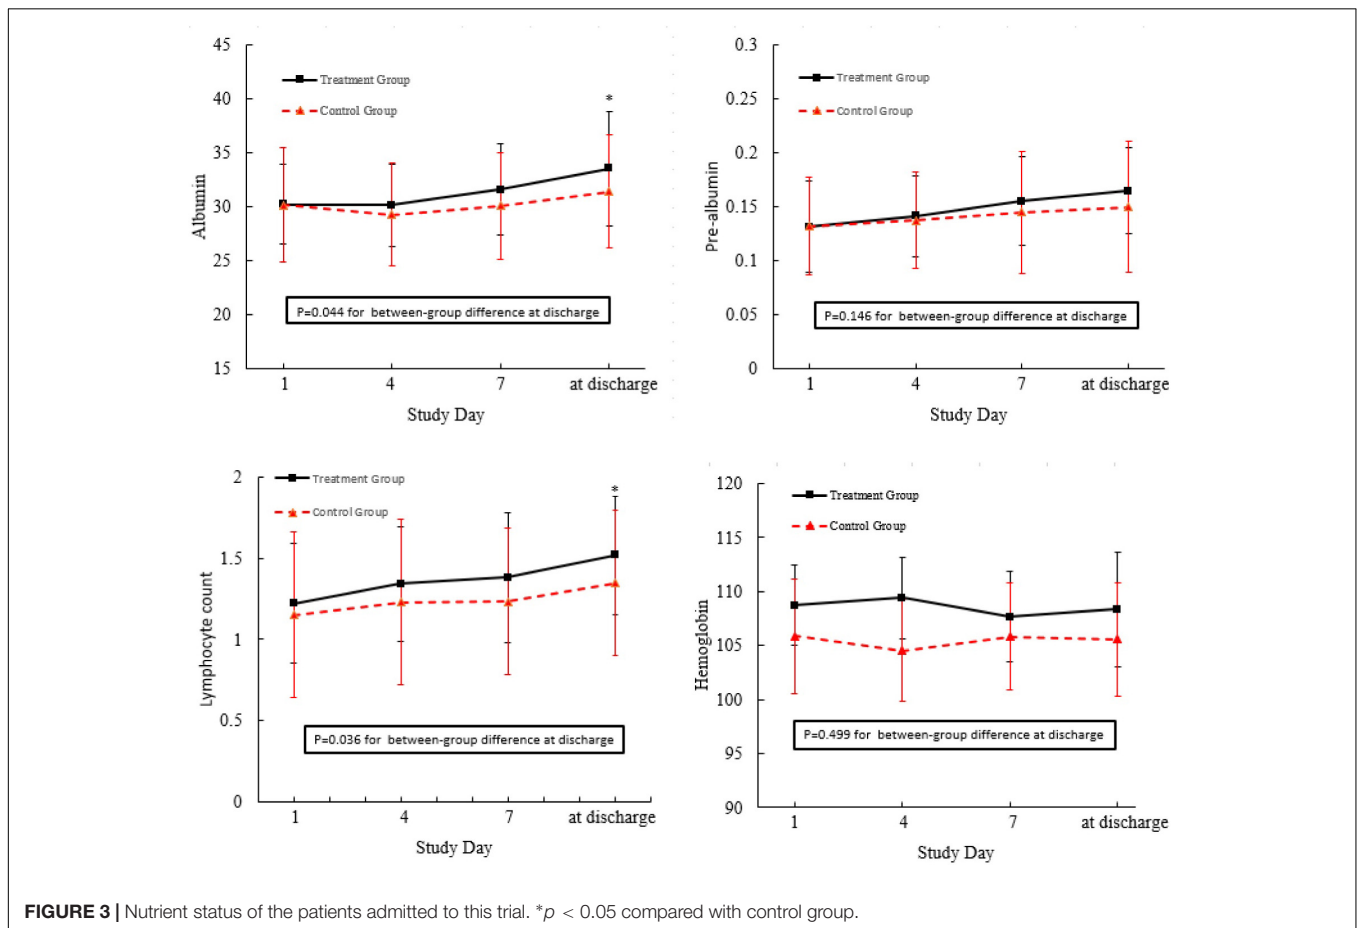 45
40
35
30
25
20
15
Albumin
Treatment Group
Control Group
*
P=0.044 for between-group difference at discharge
1 4 7 at discharge
Study Day
0.3
0.25
0.2
0.15
0.1
0.05
0
Pre-albumin
Treatment Group
Control Group
P=0.146 for between-group difference at discharge
1 4 7 at discharge
Study Day
2
1.5
1
0.5
0
Lymphocyte count
Treatment Group
Control Group
*
P=0.036 for between-group difference at discharge
1 4 7 at discharge
Study Day
120
115
110
105
100
95
90
Hemoglobin
Treatment Group
Control Group
P=0.499 for between-group difference at discharge
1 4 7 at discharge
Study Day
FIGURE 3 | Nutrient status of the patients admitted to this trial. *p < 0.05 compared with control group.